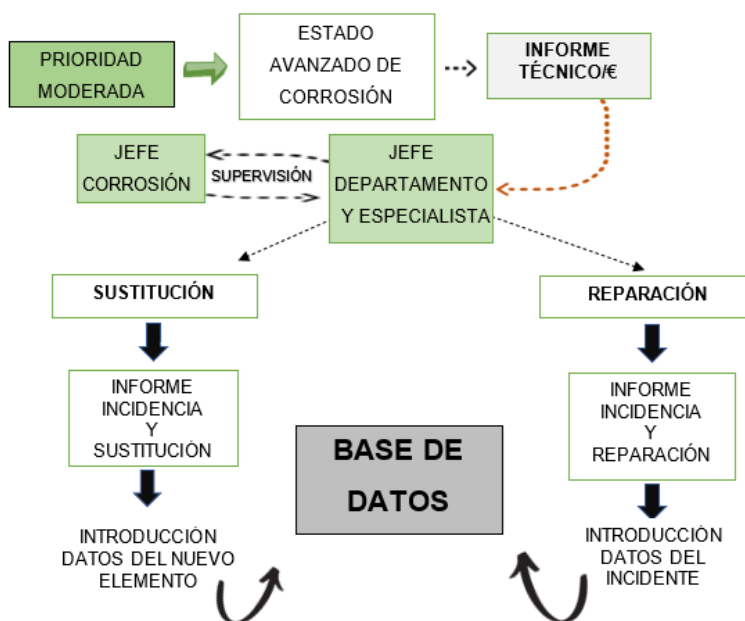 PRIORIDAD
MODERADA
ESTADO
AVANZADO DE
CORROSIÓN
INFORME
TÉCNICO/€
JEFE
CORROSIÓN
SUPERVISIÓN
JEFE
DEPARTAMENTO
Y ESPECIALISTA
SUSTITUCIÓN
REPARACIÓN
INFORME
INCIDENCIA
Y
SUSTITUCIÓN
BASE DE
DATOS
INFORME
INCIDENCIA
Y
REPARACIÓN
INTRODUCCIÓN
DATOS DEL NUEVO
ELEMENTO
INTRODUCCIÓN
DATOS DEL
INCIDENTE